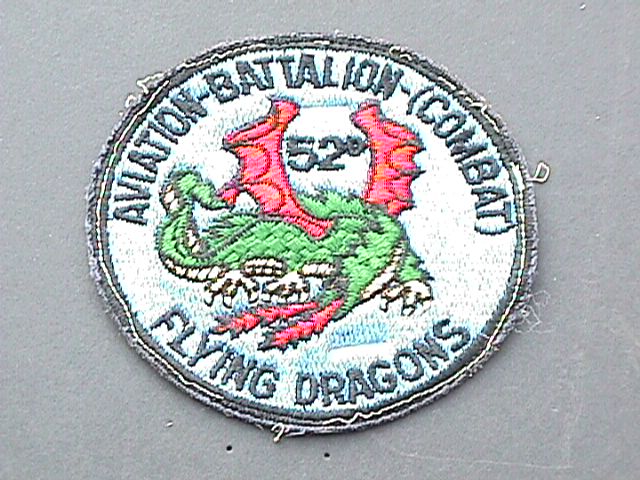 AVIATION-BATTALION-(COMBAT)
52D
FLYING DRAGONS